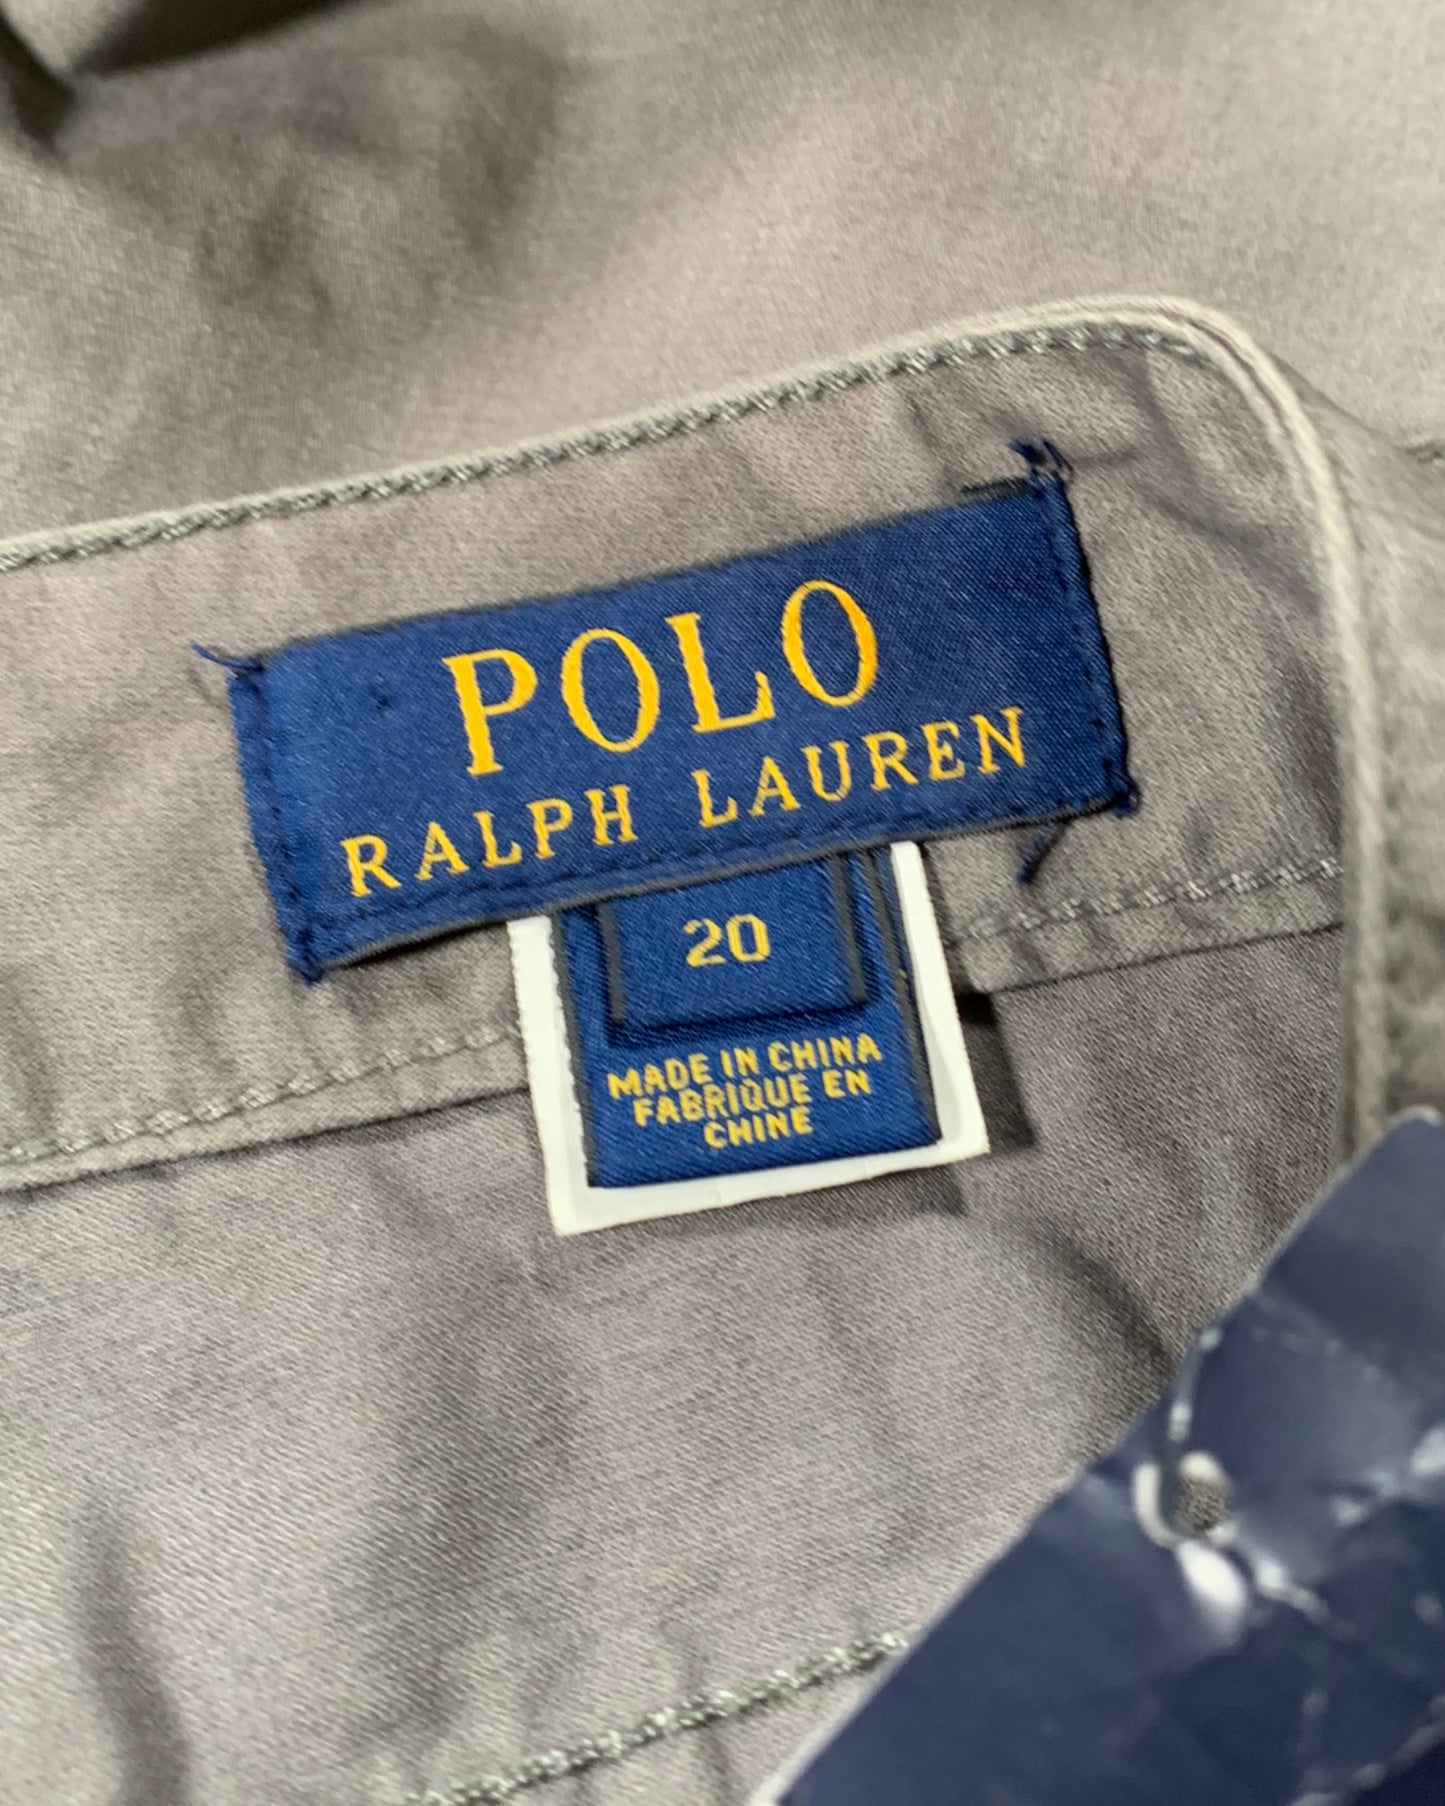 POLO
RALPH LAUREN
20
MADE IN CHINA
FABRIQUE EN
CHINE